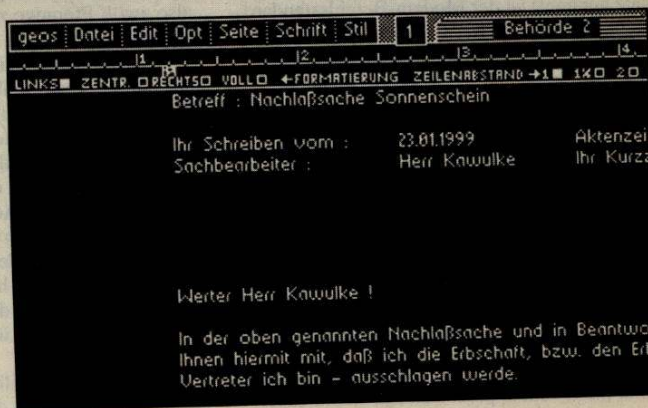 geos Datei Edit Opt Seite Schrift Stil 1 Behörde 2
1 2 3 4
LINKS ZENTR. RECHTS VOLL ←FORMATIERUNG ZEILENABSTAND →1 1½ 2
Betreff : Nachlaßsache Sonnenschein
Ihr Schreiben vom : 23.01.1999 Aktenzei
Sachbearbeiter : Herr Kawulke Ihr Kurzz
Werter Herr Kawulke !
In der oben genannten Nachlaßsache und in Beantwo
Ihnen hiermit mit, daß ich die Erbschaft, bzw. den Erl
Vertreter ich bin - ausschlagen werde.